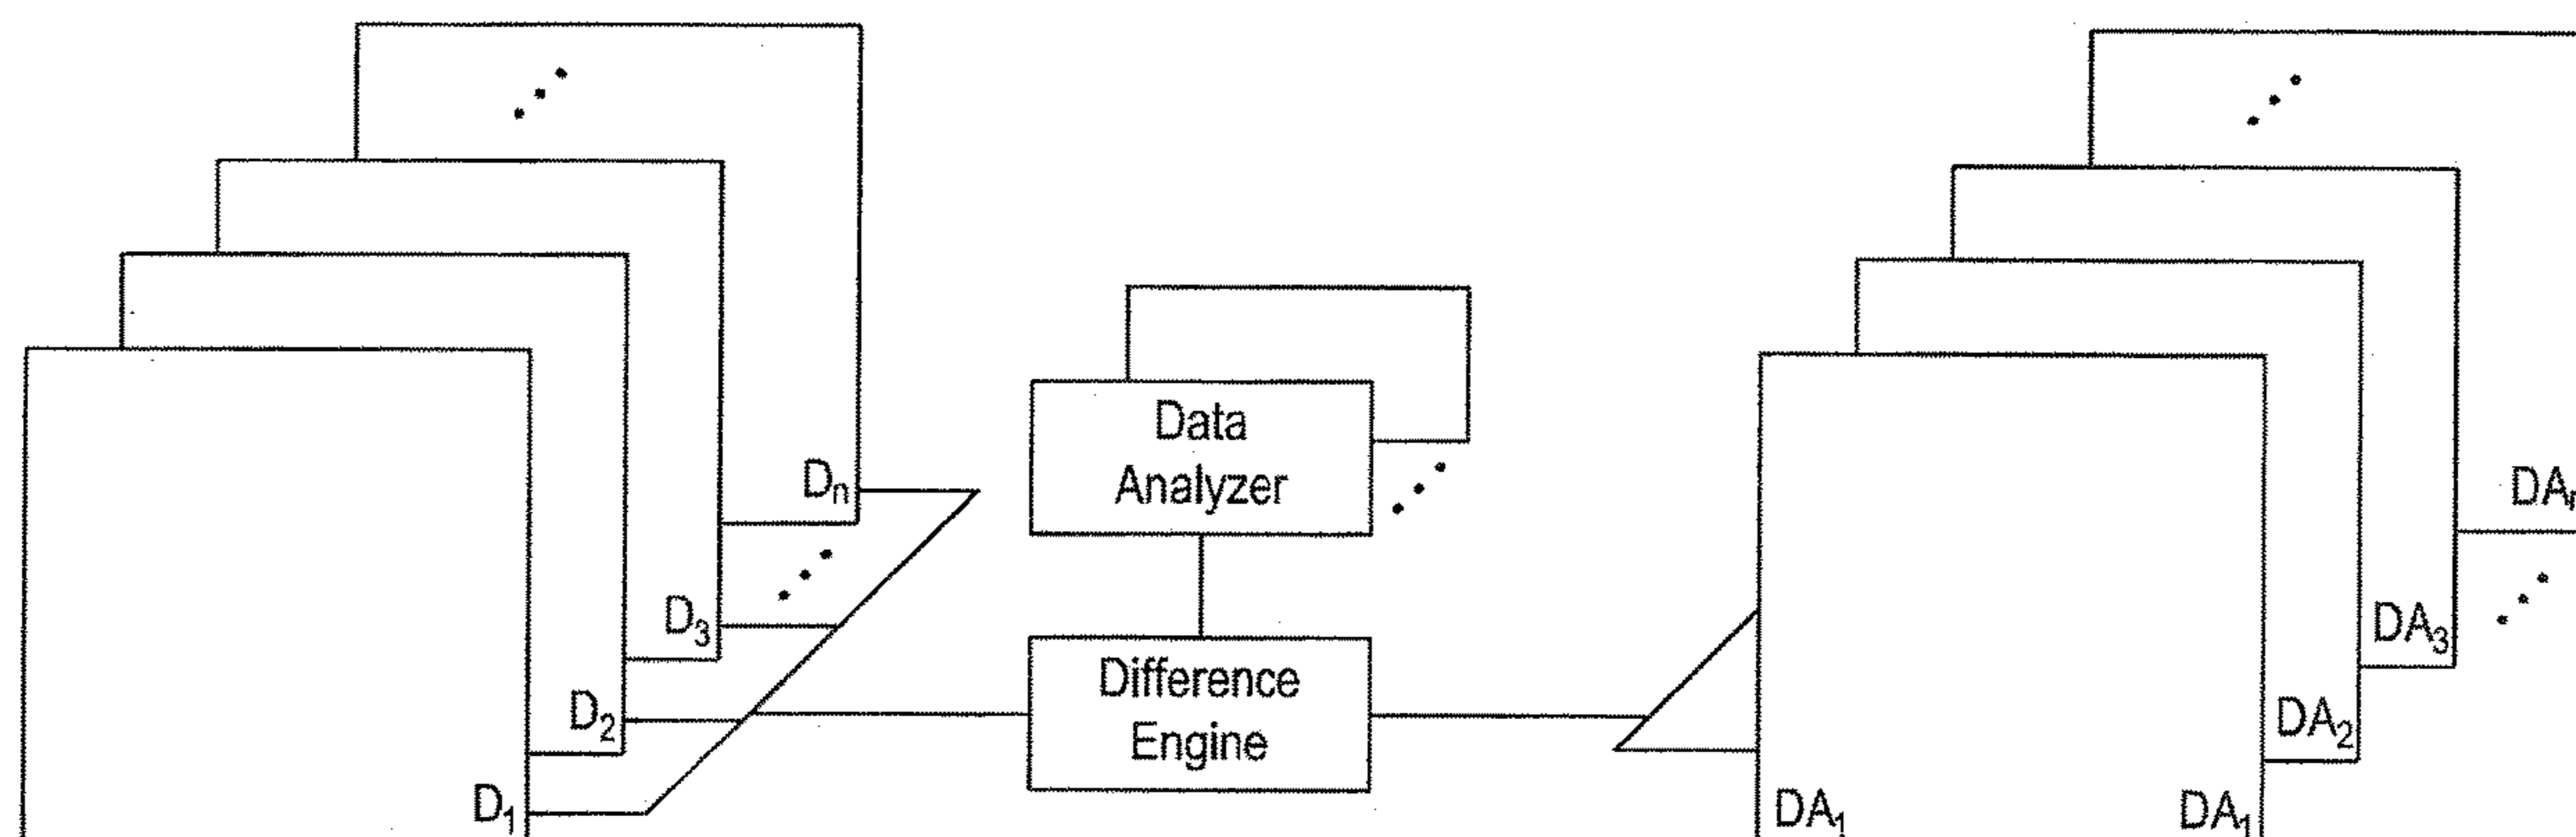 Dₙ
D₃
D₂
D₁
Data
Analyzer
Difference
Engine
DA₃
DA₂
DA₁
DA₁